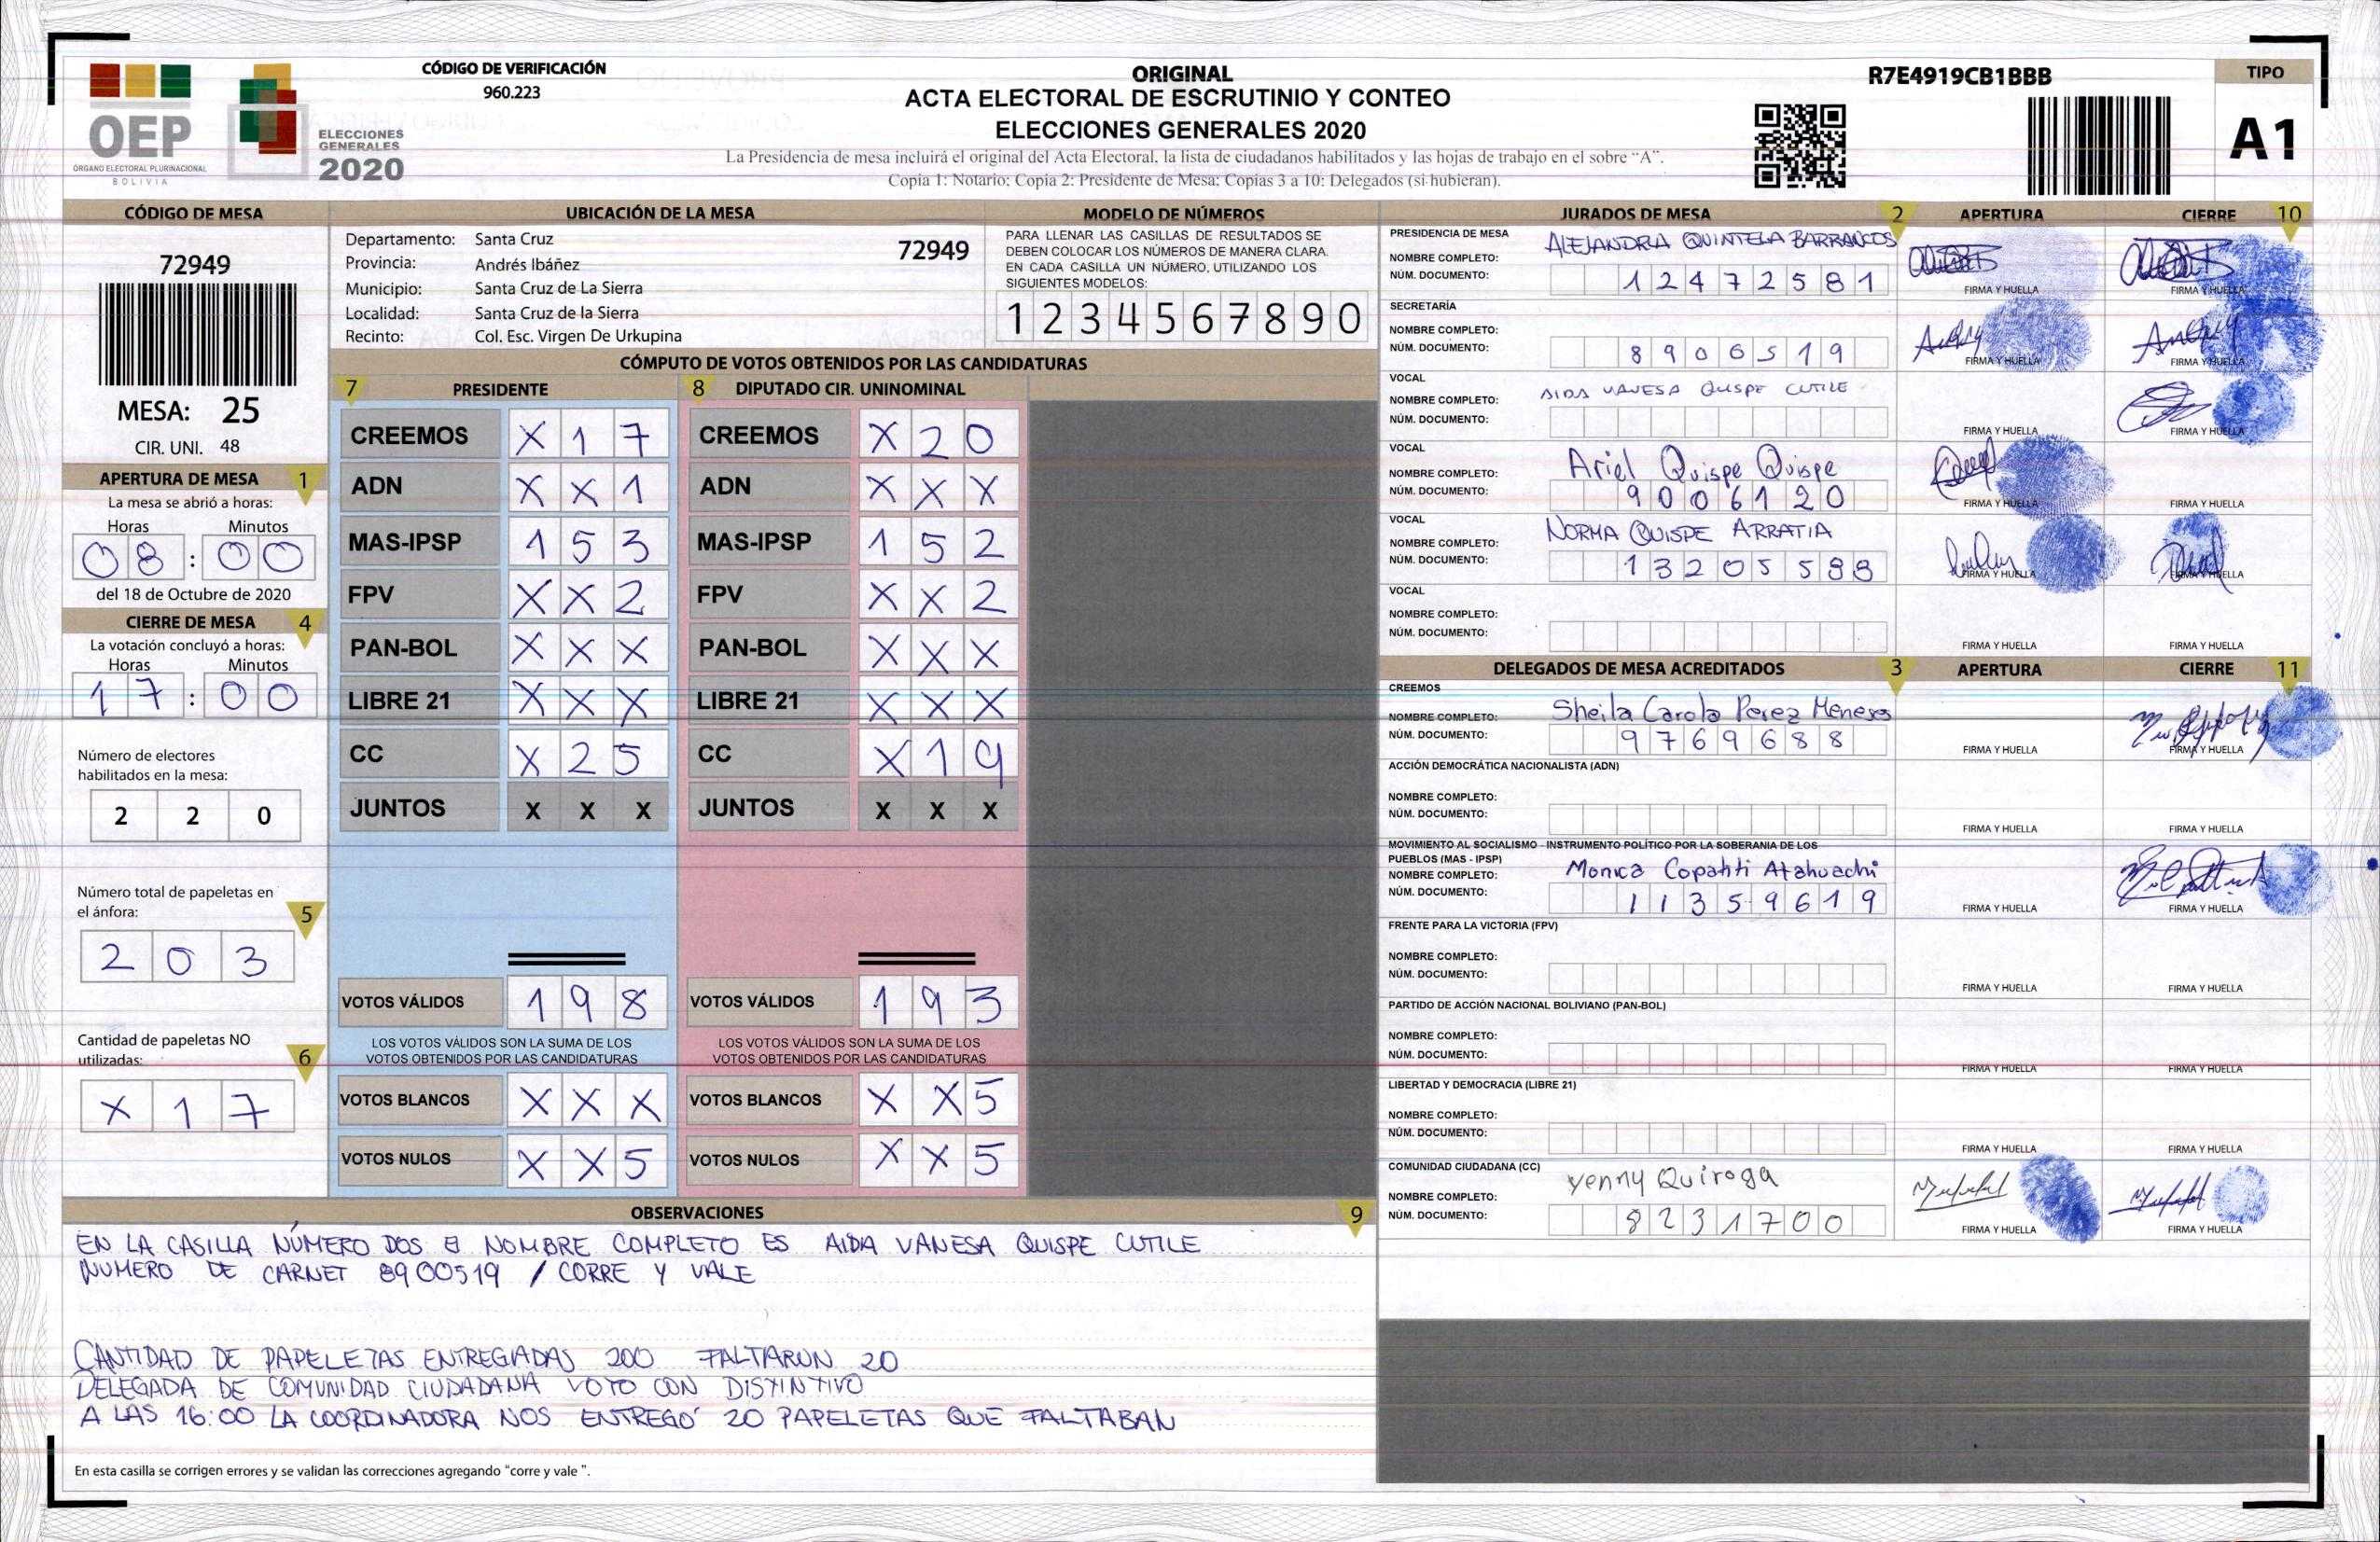 OEP
ÓRGANO ELECTORAL PLURINACIONAL
BOLIVIA
ELECCIONES
GENERALES
2020
CÓDIGO DE VERIFICACIÓN
960.223
ORIGINAL
ACTA ELECTORAL DE ESCRUTINIO Y CONTEO
ELECCIONES GENERALES 2020
La Presidencia de mesa incluirá el original del Acta Electoral, la lista de ciudadanos habilitados y las hojas de trabajo en el sobre "A".
Copia 1: Notario; Copia 2: Presidente de Mesa; Copias 3 a 10: Delegados (si hubieran).
R7E4919CB1BBB
TIPO
A1
CÓDIGO DE MESA
72949
MESA: 25
CIR. UNI. 48
APERTURA DE MESA 1
La mesa se abrió a horas:
Horas Minutos
08 : 00
del 18 de Octubre de 2020
CIERRE DE MESA 4
La votación concluyó a horas:
Horas Minutos
17 : 00
Número de electores
habilitados en la mesa:
2 2 0
Número total de papeletas en
el ánfora: 5
2 0 3
Cantidad de papeletas NO
utilizadas: 6
X 1 7
UBICACIÓN DE LA MESA
Departamento: Santa Cruz 72949
Provincia: Andrés Ibáñez
Municipio: Santa Cruz de La Sierra
Localidad: Santa Cruz de la Sierra
Recinto: Col. Esc. Virgen De Urkupina
MODELO DE NÚMEROS
PARA LLENAR LAS CASILLAS DE RESULTADOS SE
DEBEN COLOCAR LOS NÚMEROS DE MANERA CLARA.
EN CADA CASILLA UN NÚMERO, UTILIZANDO LOS
SIGUIENTES MODELOS:
1 2 3 4 5 6 7 8 9 0
CÓMPUTO DE VOTOS OBTENIDOS POR LAS CANDIDATURAS
7 PRESIDENTE 8 DIPUTADO CIR. UNINOMINAL
CREEMOS X 1 7 CREEMOS X 2 0
ADN X X 1 ADN X X X
MAS-IPSP 1 5 3 MAS-IPSP 1 5 2
FPV X X 2 FPV X X 2
PAN-BOL X X X PAN-BOL X X X
LIBRE 21 X X X LIBRE 21 X X X
CC X 2 5 CC X 1 9
JUNTOS X X X JUNTOS X X X
VOTOS VÁLIDOS 1 9 8 VOTOS VÁLIDOS 1 9 3
LOS VOTOS VÁLIDOS SON LA SUMA DE LOS LOS VOTOS VÁLIDOS SON LA SUMA DE LOS
VOTOS OBTENIDOS POR LAS CANDIDATURAS VOTOS OBTENIDOS POR LAS CANDIDATURAS
VOTOS BLANCOS X X X VOTOS BLANCOS X X 5
VOTOS NULOS X X 5 VOTOS NULOS X X 5
OBSERVACIONES 9
EN LA CASILLA NÚMERO DOS El NOMBRE COMPLETO ES AIDA VANESA QUISPE CUTILE
NUMERO DE CARNET 8900519 / CORRE Y VALE
CANTIDAD DE PAPELETAS ENTREGADAS 200 FALTARON 20
DELEGADA DE COMUNIDAD CIUDADANA VOTO CON DISTINTIVO
A LAS 16:00 LA COORDINADORA NOS ENTREGÓ 20 PAPELETAS QUE FALTABAN
En esta casilla se corrigen errores y se validan las correcciones agregando "corre y vale ".
JURADOS DE MESA 2 APERTURA CIERRE 10
PRESIDENCIA DE MESA
NOMBRE COMPLETO: ALEJANDRA QUINTELA BARRANCOS
NÚM. DOCUMENTO: 12472581
FIRMA Y HUELLA FIRMA Y HUELLA
SECRETARÍA
NOMBRE COMPLETO:
NÚM. DOCUMENTO: 8906519
FIRMA Y HUELLA FIRMA Y HUELLA
VOCAL
NOMBRE COMPLETO: AIDA VANESA QUISPE CUTILE
NÚM. DOCUMENTO:
FIRMA Y HUELLA FIRMA Y HUELLA
VOCAL
NOMBRE COMPLETO: Ariel Quispe Quispe
NÚM. DOCUMENTO: 9006120
FIRMA Y HUELLA FIRMA Y HUELLA
VOCAL
NOMBRE COMPLETO: NORMA QUISPE ARRATIA
NÚM. DOCUMENTO: 13205588
FIRMA Y HUELLA FIRMA Y HUELLA
VOCAL
NOMBRE COMPLETO:
NÚM. DOCUMENTO:
FIRMA Y HUELLA FIRMA Y HUELLA
DELEGADOS DE MESA ACREDITADOS 3 APERTURA CIERRE 11
CREEMOS
NOMBRE COMPLETO: Sheila Carola Perez Meneses
NÚM. DOCUMENTO: 9769688
FIRMA Y HUELLA FIRMA Y HUELLA
ACCIÓN DEMOCRÁTICA NACIONALISTA (ADN)
NOMBRE COMPLETO:
NÚM. DOCUMENTO:
FIRMA Y HUELLA FIRMA Y HUELLA
MOVIMIENTO AL SOCIALISMO - INSTRUMENTO POLÍTICO POR LA SOBERANIA DE LOS
PUEBLOS (MAS - IPSP)
NOMBRE COMPLETO: Monica Copatiti Atahuachi
NÚM. DOCUMENTO: 11359619
FIRMA Y HUELLA FIRMA Y HUELLA
FRENTE PARA LA VICTORIA (FPV)
NOMBRE COMPLETO:
NÚM. DOCUMENTO:
FIRMA Y HUELLA FIRMA Y HUELLA
PARTIDO DE ACCIÓN NACIONAL BOLIVIANO (PAN-BOL)
NOMBRE COMPLETO:
NÚM. DOCUMENTO:
FIRMA Y HUELLA FIRMA Y HUELLA
LIBERTAD Y DEMOCRACIA (LIBRE 21)
NOMBRE COMPLETO:
NÚM. DOCUMENTO:
FIRMA Y HUELLA FIRMA Y HUELLA
COMUNIDAD CIUDADANA (CC)
NOMBRE COMPLETO: Yenny Quiroga
NÚM. DOCUMENTO: 8231700
FIRMA Y HUELLA FIRMA Y HUELLA